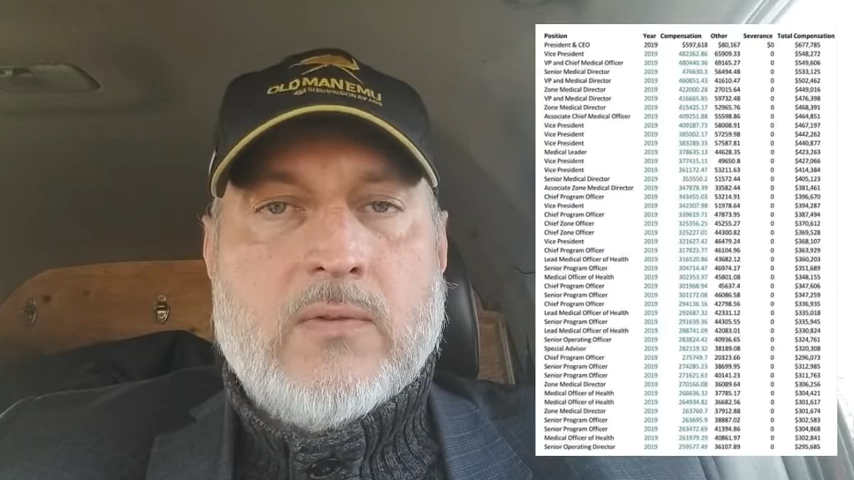 OLD MAN EMU
4X4 SUSPENSION BY ARB
Position Year Compensation Other Severance Total Compensation
President & CEO 2019 $597,618 $80,167 $0 $677,785
Vice President 2019 482362.86 65909.33 0 $548,272
VP and Chief Medical Officer 2019 480440.36 69165.27 0 $549,606
Senior Medical Director 2019 476630.3 56494.48 0 $533,125
VP and Medical Director 2019 460851.43 41610.47 0 $502,462
Zone Medical Director 2019 422000.28 27015.64 0 $449,016
VP and Medical Director 2019 416665.85 59732.48 0 $476,398
Zone Medical Director 2019 415425.17 52965.76 0 $468,391
Associate Chief Medical Officer 2019 409251.88 55598.86 0 $464,851
Vice President 2019 409187.73 58008.91 0 $467,197
Vice President 2019 385002.17 57259.98 0 $442,262
Vice President 2019 383289.33 57587.81 0 $440,877
Medical Leader 2019 378635.13 44628.35 0 $423,263
Vice President 2019 377415.11 49650.8 0 $427,066
Vice President 2019 361172.47 53211.63 0 $414,384
Senior Medical Director 2019 353550.2 51572.44 0 $405,123
Associate Zone Medical Director 2019 347878.39 33582.44 0 $381,461
Chief Program Officer 2019 343455.03 53214.91 0 $396,670
Vice President 2019 342307.98 51978.64 0 $394,287
Chief Program Officer 2019 339619.71 47873.95 0 $387,494
Chief Zone Officer 2019 325356.25 45255.27 0 $370,612
Chief Zone Officer 2019 325227.01 44300.82 0 $369,528
Vice President 2019 321627.42 46479.24 0 $368,107
Chief Program Officer 2019 317823.77 46104.96 0 $363,929
Lead Medical Officer of Health 2019 316520.86 43682.12 0 $360,203
Senior Program Officer 2019 304714.47 46974.17 0 $351,689
Medical Officer of Health 2019 302353.97 45801.08 0 $348,155
Chief Program Officer 2019 301968.94 45637.4 0 $347,606
Senior Program Officer 2019 301172.08 46086.58 0 $347,259
Chief Program Officer 2019 294136.16 42798.56 0 $336,935
Lead Medical Officer of Health 2019 292687.32 42331.12 0 $335,018
Senior Program Officer 2019 291639.36 44305.55 0 $335,945
Lead Medical Officer of Health 2019 288741.09 42083.01 0 $330,824
Senior Operating Officer 2019 283824.42 40936.65 0 $324,761
Special Advisor 2019 282119.32 38189.08 0 $320,308
Chief Program Officer 2019 275749.7 20323.66 0 $296,073
Senior Program Officer 2019 274285.23 38699.95 0 $312,985
Senior Program Officer 2019 271621.63 40141.23 0 $311,763
Zone Medical Director 2019 270166.08 36089.64 0 $306,256
Medical Officer of Health 2019 266636.32 37785.17 0 $304,421
Medical Officer of Health 2019 264934.82 36682.56 0 $301,617
Zone Medical Director 2019 263760.7 37912.88 0 $301,674
Senior Program Officer 2019 263695.9 38887.02 0 $302,583
Senior Program Officer 2019 263472.69 41394.86 0 $304,868
Medical Officer of Health 2019 261979.29 40861.97 0 $302,841
Senior Operating Director 2019 259577.49 36107.89 0 $295,685